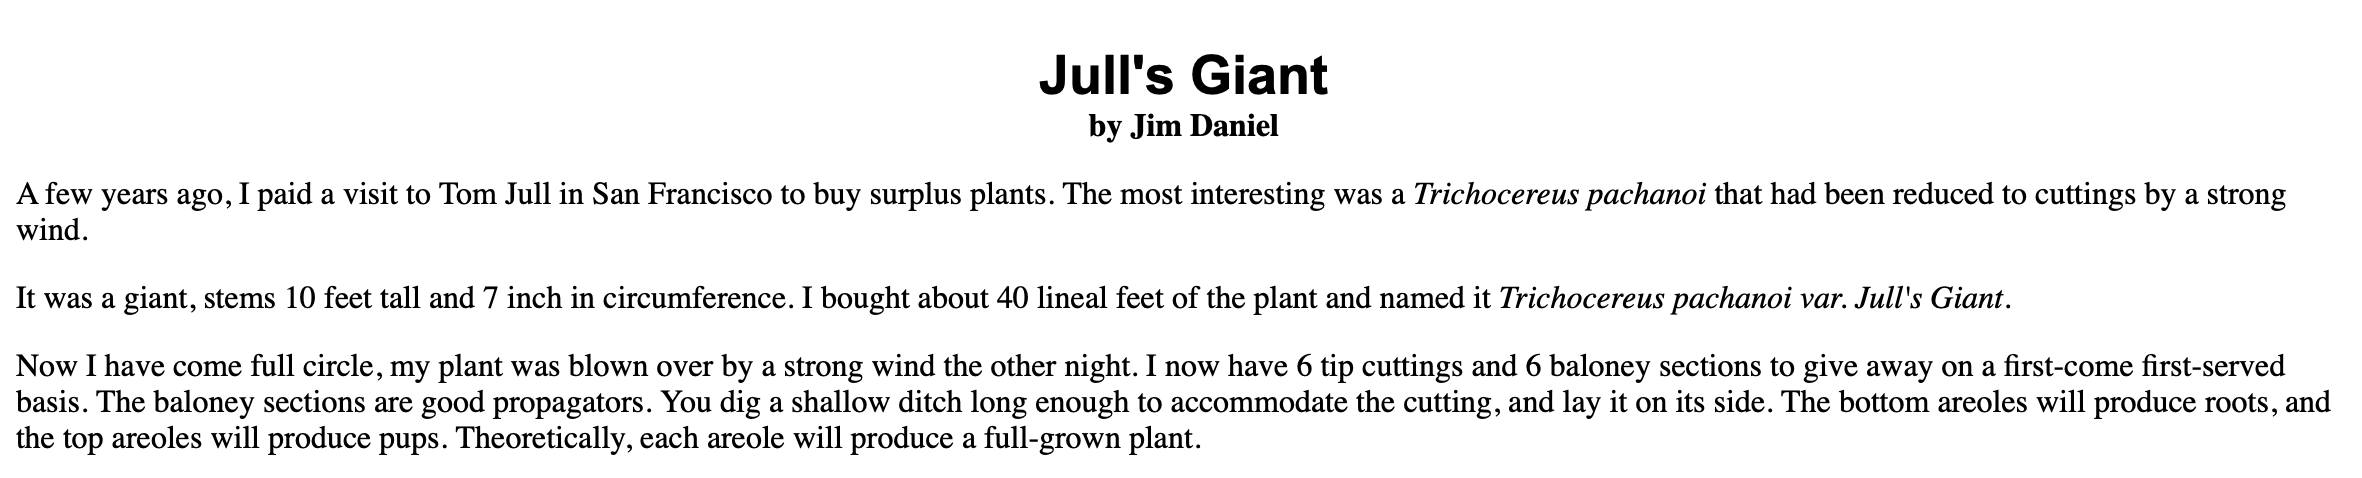 Jull's Giant
by Jim Daniel
A few years ago, I paid a visit to Tom Jull in San Francisco to buy surplus plants. The most interesting was a Trichocereus pachanoi that had been reduced to cuttings by a strong
wind.
It was a giant, stems 10 feet tall and 7 inch in circumference. I bought about 40 lineal feet of the plant and named it Trichocereus pachanoi var. Jull's Giant.
Now I have come full circle, my plant was blown over by a strong wind the other night. I now have 6 tip cuttings and 6 baloney sections to give away on a first-come first-served
basis. The baloney sections are good propagators. You dig a shallow ditch long enough to accommodate the cutting, and lay it on its side. The bottom areoles will produce roots, and
the top areoles will produce pups. Theoretically, each areole will produce a full-grown plant.